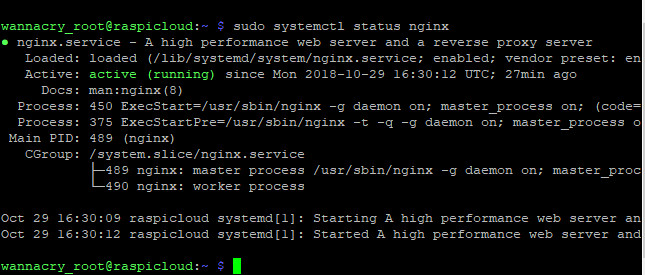 wannacry_root@raspicloud:~ $ sudo systemctl status nginx
● nginx.service - A high performance web server and a reverse proxy server
Loaded: loaded (/lib/systemd/system/nginx.service; enabled; vendor preset: en
Active: active (running) since Mon 2018-10-29 16:30:12 UTC; 27min ago
Docs: man:nginx(8)
Process: 450 ExecStart=/usr/sbin/nginx -g daemon on; master_process on; (code=
Process: 375 ExecStartPre=/usr/sbin/nginx -t -q -g daemon on; master_process o
Main PID: 489 (nginx)
CGroup: /system.slice/nginx.service
├─489 nginx: master process /usr/sbin/nginx -g daemon on; master_proc
└─490 nginx: worker process
Oct 29 16:30:09 raspicloud systemd[1]: Starting A high performance web server an
Oct 29 16:30:12 raspicloud systemd[1]: Started A high performance web server and
wannacry_root@raspicloud:~ $